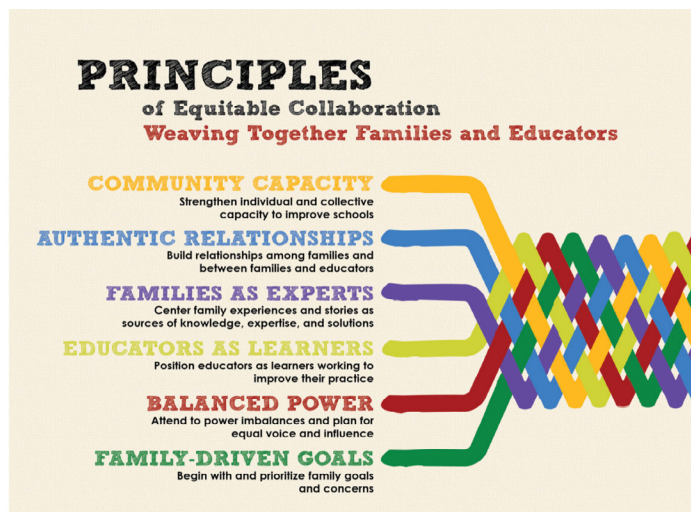 PRINCIPLES
of Equitable Collaboration
Weaving Together Families and Educators
COMMUNITY CAPACITY
Strengthen individual and collective
capacity to improve schools
AUTHENTIC RELATIONSHIPS
Build relationships among families and
between families and educators
FAMILIES AS EXPERTS
Center family experiences and stories as
sources of knowledge, expertise, and solutions
EDUCATORS AS LEARNERS
Position educators as learners working to
improve their practice
BALANCED POWER
Attend to power imbalances and plan for
equal voice and influence
FAMILY-DRIVEN GOALS
Begin with and prioritize family goals
and concerns